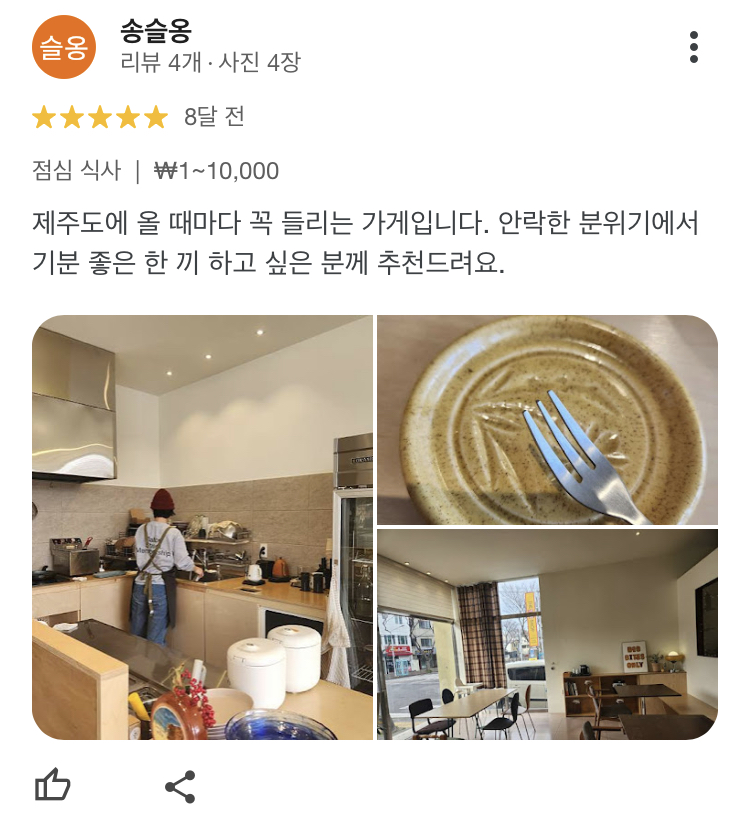 슬옹
송슬옹
리뷰 4개 · 사진 4장
8달 전
점심 식사 | ₩1~10,000
제주도에 올 때마다 꼭 들리는 가게입니다. 안락한 분위기에서
기분 좋은 한 끼 하고 싶은 분께 추천드려요.